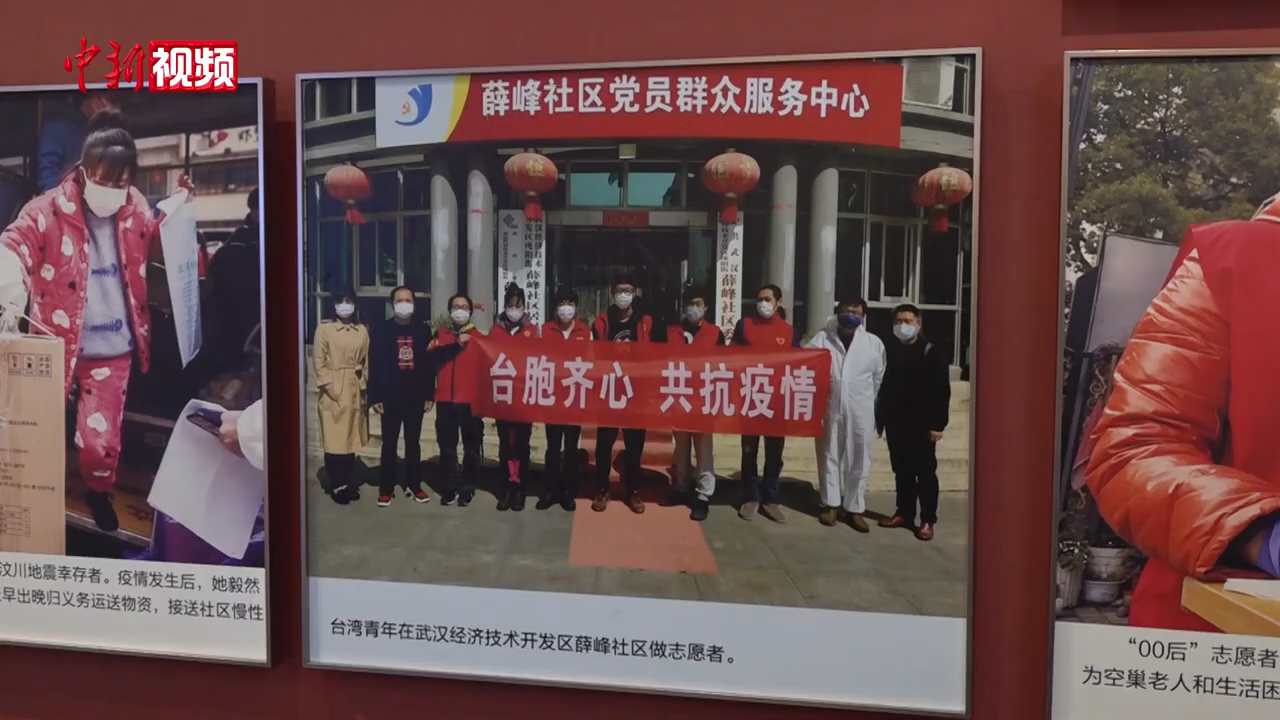 中新视频
薛峰社区党员群众服务中心
台胞齐心 共抗疫情
汶川地震幸存者。疫情发生后，她毅然
早出晚归义务运送物资，接送社区慢性
台湾青年在武汉经济技术开发区薛峰社区做志愿者。
“00后”志愿者
为空巢老人和生活困